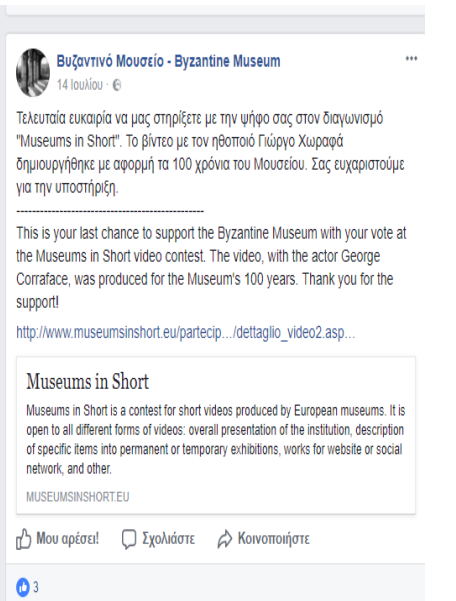 Βυζαντινό Μουσείο - Byzantine Museum
14 Ιουλίου ·
Τελευταία ευκαιρία να μας στηρίξετε με την ψήφο σας στον διαγωνισμό
"Museums in Short". Το βίντεο με τον ηθοποιό Γιώργο Χωραφά
δημιουργήθηκε με αφορμή τα 100 χρόνια του Μουσείου. Σας ευχαριστούμε
για την υποστήριξη.
------------------------------------------------
This is your last chance to support the Byzantine Museum with your vote at
the Museums in Short video contest. The video, with the actor George
Corraface, was produced for the Museum's 100 years. Thank you for the
support!
http://www.museumsinshort.eu/partecip.../dettaglio_video2.asp...
Museums in Short
Museums in Short is a contest for short videos produced by European museums. It is
open to all different forms of videos: overall presentation of the institution, description
of specific items into permanent or temporary exhibitions, works for website or social
network, and other.
MUSEUMSINSHORT.EU
Μου αρέσει! Σχολιάστε Κοινοποιήστε
3